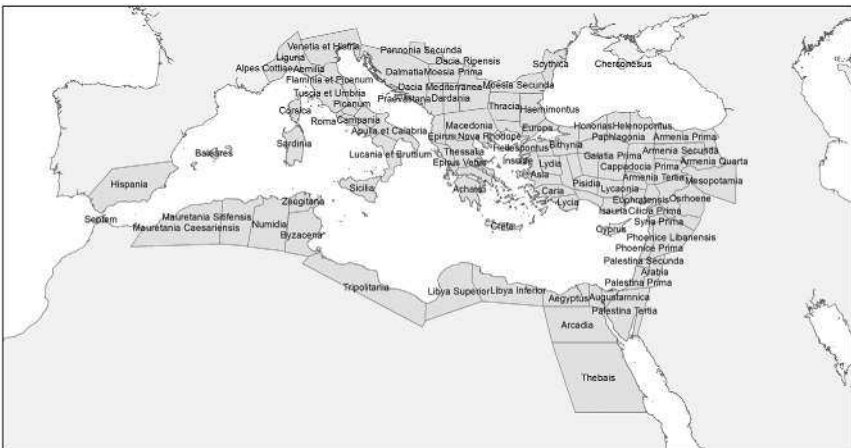 Venetia et Histria
Liguria
Alpes Cottiae
Aemilia
Flaminia et Picenum
Tuscia et Umbria
Picanum
Corsica
Roma
Campania
Apulia et Calabria
Sardinia
Lucania et Bruttium
Sicilia
Baleares
Hispania
Septem
Mauretania Sitifensis
Mauretania Caesariensis
Numidia
Zeugitana
Byzacena
Tripolitania
Libya Superior
Libya Inferior
Aegyptus
Augustamnica
Arcadia
Thebais
Pannonia Secunda
Dacia Ripensis
Dalmatia
Moesia Prima
Dacia Mediterranea
Praevalitana
Dardania
Scythica
Chersonesus
Moesia Secunda
Thracia
Haemimontus
Macedonia
Europa
Epirus Nova
Rhodope
Thessalia
Hellespontus
Epirus Vetus
Insulae
Achaia
Creta
Bithynia
Lydia
Asia
Caria
Lycia
Honorias
Helenopontus
Paphlagonia
Armenia Prima
Galatia Prima
Armenia Secunda
Cappadocia Prima
Armenia Quarta
Armenia Tertia
Mesopotamia
Pisidia
Lycaonia
Euphratensis
Osrhoene
Isauria
Cilicia Prima
Syria Prima
Cyprus
Phoenice Libanensis
Phoenice Prima
Palestina Secunda
Arabia
Palestina Prima
Palestina Tertia